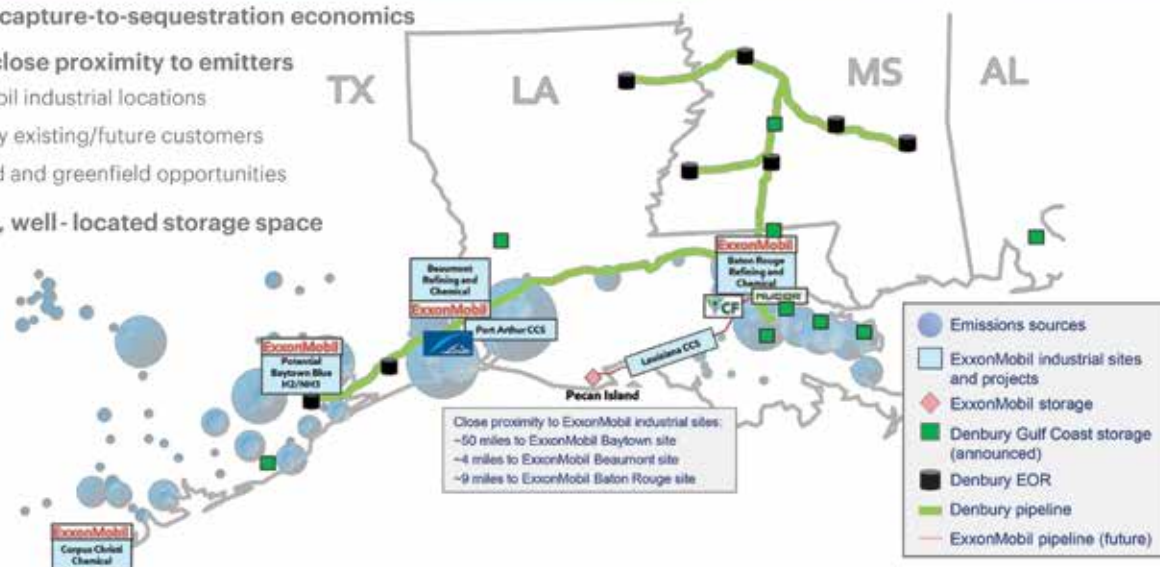 capture-to-sequestration economics
close proximity to emitters
oil industrial locations
y existing/future customers
d and greenfield opportunities
, well-located storage space
TX
LA
MS
AL
Beaumont
Refining and
Chemical
ExxonMobil
Port Arthur CCS
ExxonMobil
Potential
Baytown Blue
H2/NH3
ExxonMobil
Baton Rouge
Refining and
Chemical
NUCOR
CF
Louisiana CCS
Pecan Island
Close proximity to ExxonMobil industrial sites:
~50 miles to ExxonMobil Baytown site
~4 miles to ExxonMobil Beaumont site
~9 miles to ExxonMobil Baton Rouge site
ExxonMobil
Corpus Christi
Chemical
Emissions sources
ExxonMobil industrial sites
and projects
ExxonMobil storage
Denbury Gulf Coast storage
(announced)
Denbury EOR
Denbury pipeline
ExxonMobil pipeline (future)